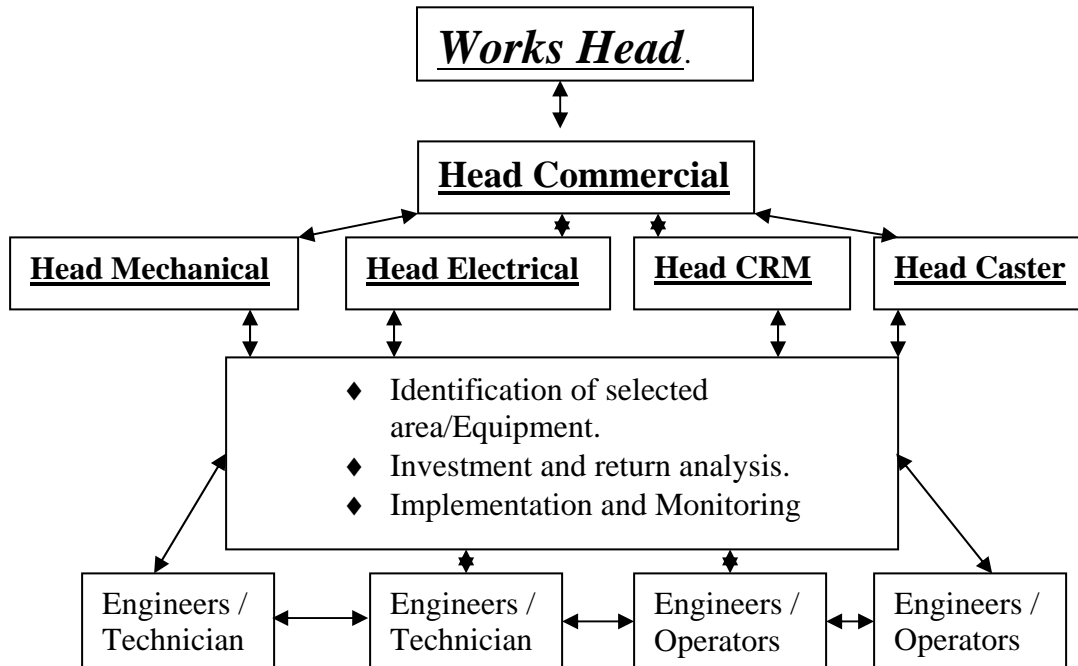 Works Head.
Head Commercial
Head Mechanical
Head Electrical
Head CRM
Head Caster
♦ Identification of selected
area/Equipment.
♦ Investment and return analysis.
♦ Implementation and Monitoring
Engineers /
Technician
Engineers /
Technician
Engineers /
Operators
Engineers /
Operators